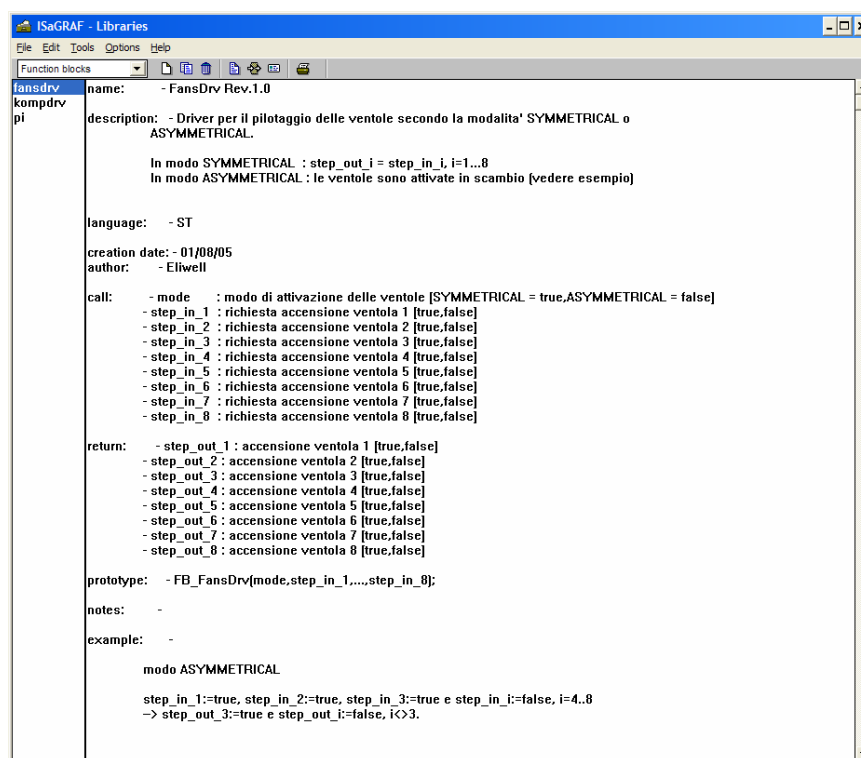 ISaGRAF - Libraries
File Edit Tools Options Help
Function blocks
fansdrv
kompdrv
pi
name: - FansDrv Rev.1.0
description: - Driver per il pilotaggio delle ventole secondo la modalita' SYMMETRICAL o
ASYMMETRICAL.
In modo SYMMETRICAL : step_out_i = step_in_i, i=1...8
In modo ASYMMETRICAL : le ventole sono attivate in scambio (vedere esempio)
language: - ST
creation date: - 01/08/05
author: - Eliwell
call: - mode : modo di attivazione delle ventole [SYMMETRICAL = true,ASYMMETRICAL = false]
- step_in_1 : richiesta accensione ventola 1 [true,false]
- step_in_2 : richiesta accensione ventola 2 [true,false]
- step_in_3 : richiesta accensione ventola 3 [true,false]
- step_in_4 : richiesta accensione ventola 4 [true,false]
- step_in_5 : richiesta accensione ventola 5 [true,false]
- step_in_6 : richiesta accensione ventola 6 [true,false]
- step_in_7 : richiesta accensione ventola 7 [true,false]
- step_in_8 : richiesta accensione ventola 8 [true,false]
return: - step_out_1 : accensione ventola 1 [true,false]
- step_out_2 : accensione ventola 2 [true,false]
- step_out_3 : accensione ventola 3 [true,false]
- step_out_4 : accensione ventola 4 [true,false]
- step_out_5 : accensione ventola 5 [true,false]
- step_out_6 : accensione ventola 6 [true,false]
- step_out_7 : accensione ventola 7 [true,false]
- step_out_8 : accensione ventola 8 [true,false]
prototype: - FB_FansDrv(mode,step_in_1,...,step_in_8);
notes: -
example: -
modo ASYMMETRICAL
step_in_1:=true, step_in_2:=true, step_in_3:=true e step_in_i:=false, i=4..8
-> step_out_3:=true e step_out_i:=false, i<>3.